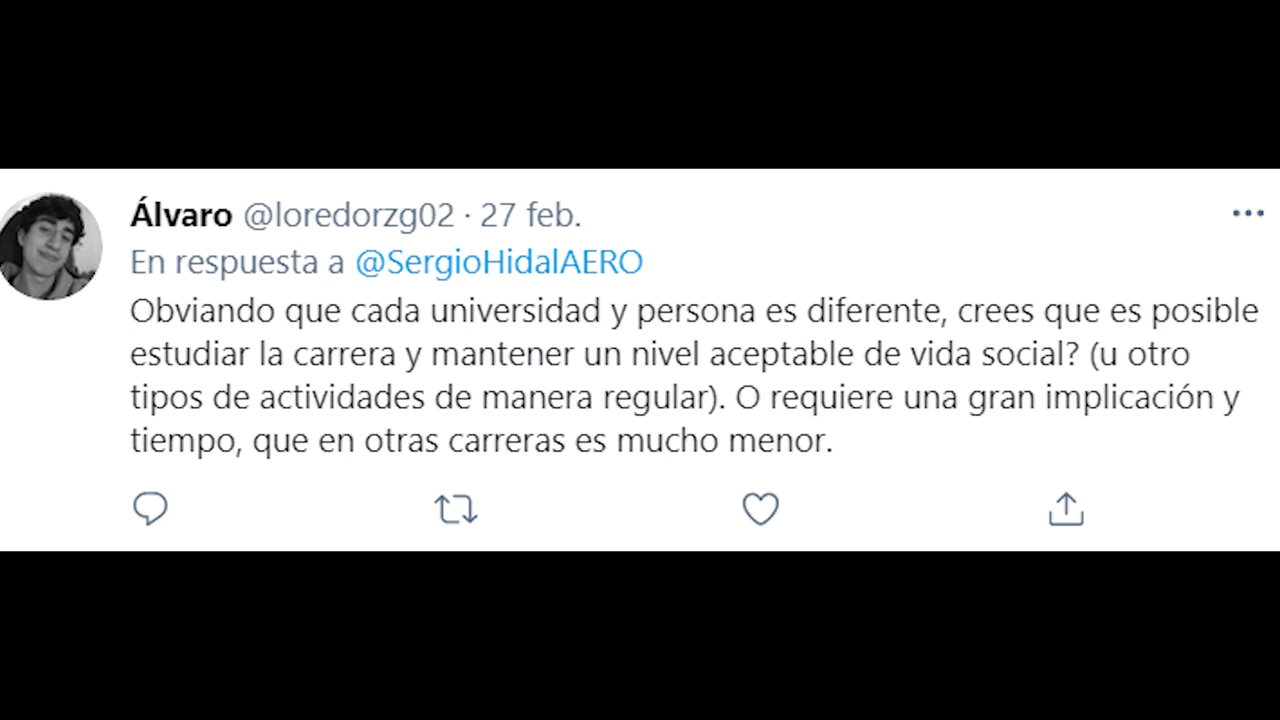 Álvaro @loredorzg02 · 27 feb.
En respuesta a @SergioHidalAERO
Obviando que cada universidad y persona es diferente, crees que es posible
estudiar la carrera y mantener un nivel aceptable de vida social? (u otro
tipos de actividades de manera regular). O requiere una gran implicación y
tiempo, que en otras carreras es mucho menor.